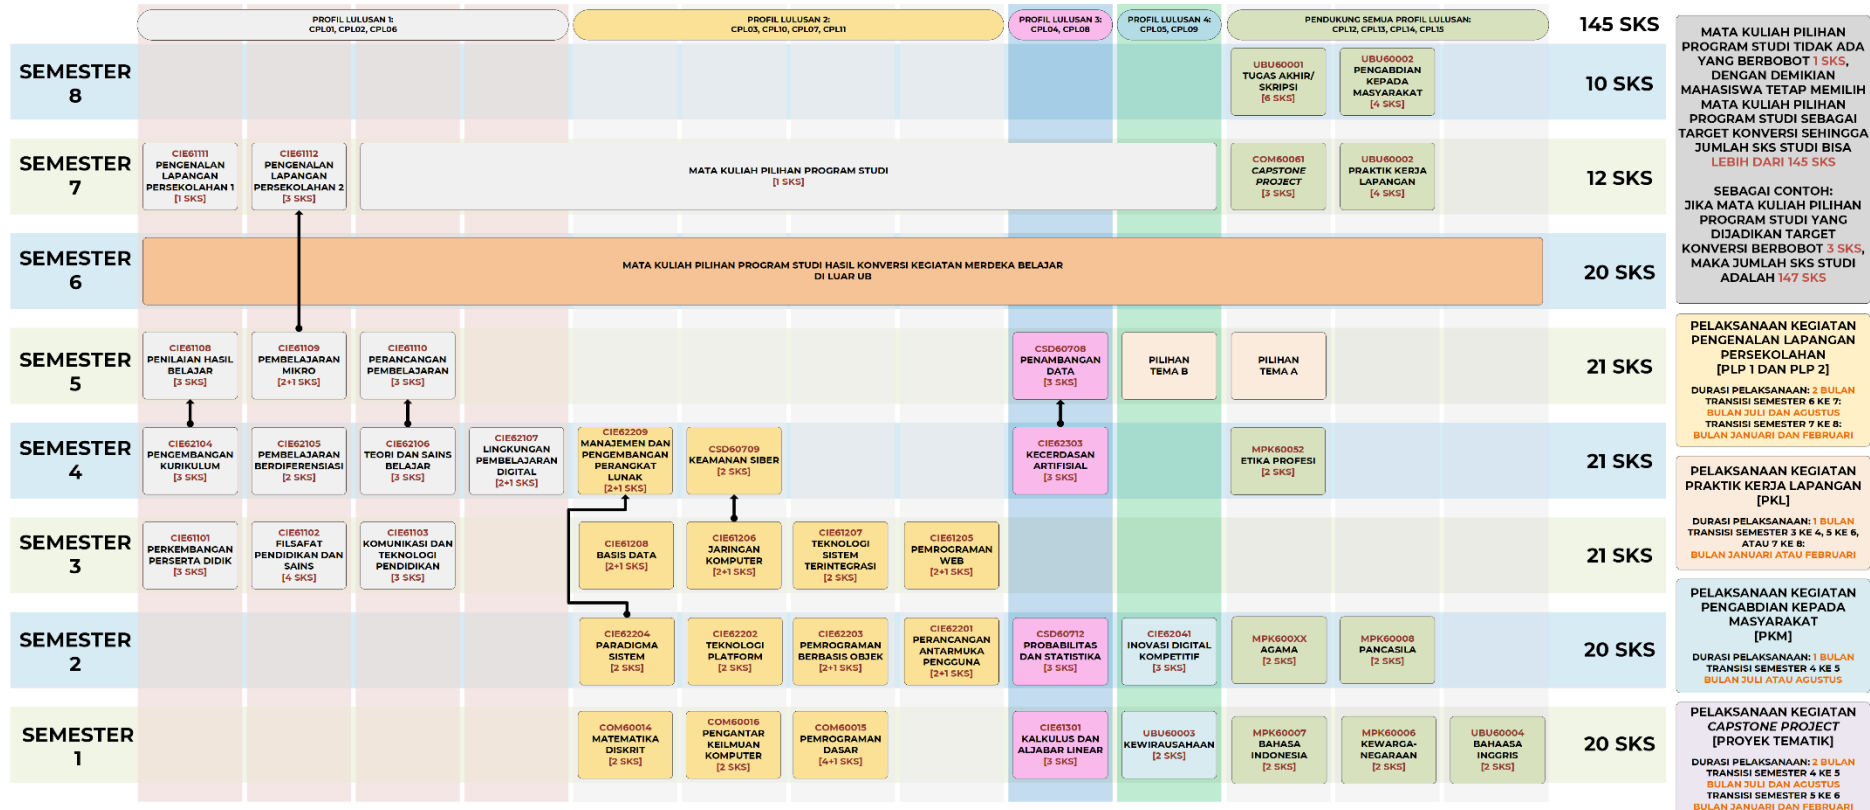 PROFIL LULUSAN 1:
CPL01, CPL02, CPL06
PROFIL LULUSAN 2:
CPL03, CPL10, CPL07, CPL11
PROFIL LULUSAN 3:
CPL04, CPL08
PROFIL LULUSAN 4:
CPL05, CPL09
PENDUKUNG SEMUA PROFIL LULUSAN:
CPL12, CPL13, CPL14, CPL15
145 SKS
SEMESTER
8
UBU60001
TUGAS AKHIR/
SKRIPSI
[6 SKS]
UBU60002
PENGABDIAN
KEPADA
MASYARAKAT
[4 SKS]
10 SKS
SEMESTER
7
CIE61111
PENGENALAN
LAPANGAN
PERSEKOLAHAN 1
[1 SKS]
CIE61112
PENGENALAN
LAPANGAN
PERSEKOLAHAN 2
[3 SKS]
MATA KULIAH PILIHAN PROGRAM STUDI
[1 SKS]
COM60061
CAPSTONE
PROJECT
[3 SKS]
UBU60002
PRAKTIK KERJA
LAPANGAN
[4 SKS]
12 SKS
SEMESTER
6
MATA KULIAH PILIHAN PROGRAM STUDI HASIL KONVERSI KEGIATAN MERDEKA BELAJAR
DI LUAR UB
20 SKS
SEMESTER
5
CIE61108
PENILAIAN HASIL
BELAJAR
[3 SKS]
CIE61109
PEMBELAJARAN
MIKRO
[2+1 SKS]
CIE61110
PERANCANGAN
PEMBELAJARAN
[3 SKS]
CSD60708
PENAMBANGAN
DATA
[3 SKS]
PILIHAN
TEMA B
PILIHAN
TEMA A
21 SKS
SEMESTER
4
CIE62104
PENGEMBANGAN
KURIKULUM
[3 SKS]
CIE62105
PEMBELAJARAN
BERDIFERENSIASI
[2 SKS]
CIE62106
TEORI DAN SAINS
BELAJAR
[3 SKS]
CIE62107
LINGKUNGAN
PEMBELAJARAN
DIGITAL
[2+1 SKS]
CIE62209
MANAJEMEN DAN
PENGEMBANGAN
PERANGKAT
LUNAK
[2+1 SKS]
CSD60709
KEAMANAN SIBER
[2 SKS]
CIE62303
KECERDASAN
ARTIFISIAL
[3 SKS]
MPK60052
ETIKA PROFESI
[2 SKS]
21 SKS
SEMESTER
3
CIE61101
PERKEMBANGAN
PERSERTA DIDIK
[3 SKS]
CIE61102
FILSAFAT
PENDIDIKAN DAN
SAINS
[4 SKS]
CIE61103
KOMUNIKASI DAN
TEKNOLOGI
PENDIDIKAN
[3 SKS]
CIE61208
BASIS DATA
[2+1 SKS]
CIE61206
JARINGAN
KOMPUTER
[2+1 SKS]
CIE61207
TEKNOLOGI
SISTEM
TERINTEGRASI
[2 SKS]
CIE61205
PEMROGRAMAN
WEB
[2+1 SKS]
21 SKS
SEMESTER
2
CIE62204
PARADIGMA
SISTEM
[2 SKS]
CIE62202
TEKNOLOGI
PLATFORM
[2 SKS]
CIE62203
PEMROGRAMAN
BERBASIS OBJEK
[2+1 SKS]
CIE62201
PERANCANGAN
ANTARMUKA
PENGGUNA
[2+1 SKS]
CSD60712
PROBABILITAS
DAN STATISTIKA
[3 SKS]
CIE62041
INOVASI DIGITAL
KOMPETITIF
[3 SKS]
MPK600XX
AGAMA
[2 SKS]
MPK60008
PANCASILA
[2 SKS]
20 SKS
SEMESTER
1
COM60014
MATEMATIKA
DISKRIT
[2 SKS]
COM60016
PENGANTAR
KEILMUAN
KOMPUTER
[2 SKS]
COM60015
PEMROGRAMAN
DASAR
[4+1 SKS]
CIE61301
KALKULUS DAN
ALJABAR LINEAR
[3 SKS]
UBU60003
KEWIRAUSAHAAN
[2 SKS]
MPK60007
BAHASA
INDONESIA
[2 SKS]
MPK60006
KEWARGA-
NEGARAAN
[2 SKS]
UBU60004
BAHAASA
INGGRIS
[2 SKS]
20 SKS
MATA KULIAH PILIHAN
PROGRAM STUDI TIDAK ADA
YANG BERBOBOT 1 SKS,
DENGAN DEMIKIAN
MAHASISWA TETAP MEMILIH
MATA KULIAH PILIHAN
PROGRAM STUDI SEBAGAI
TARGET KONVERSI SEHINGGA
JUMLAH SKS STUDI BISA
LEBIH DARI 145 SKS
SEBAGAI CONTOH:
JIKA MATA KULIAH PILIHAN
PROGRAM STUDI YANG
DIJADIKAN TARGET
KONVERSI BERBOBOT 3 SKS,
MAKA JUMLAH SKS STUDI
ADALAH 147 SKS
PELAKSANAAN KEGIATAN
PENGENALAN LAPANGAN
PERSEKOLAHAN
[PLP 1 DAN PLP 2]
DURASI PELAKSANAAN: 2 BULAN
TRANSISI SEMESTER 6 KE 7:
BULAN JULI DAN AGUSTUS
TRANSISI SEMESTER 7 KE 8:
BULAN JANUARI DAN FEBRUARI
PELAKSANAAN KEGIATAN
PRAKTIK KERJA LAPANGAN
[PKL]
DURASI PELAKSANAAN: 1 BULAN
TRANSISI SEMESTER 3 KE 4, 5 KE 6,
ATAU 7 KE 8:
BULAN JANUARI ATAU FEBRUARI
PELAKSANAAN KEGIATAN
PENGABDIAN KEPADA
MASYARAKAT
[PKM]
DURASI PELAKSANAAN: 1 BULAN
TRANSISI SEMESTER 4 KE 5
BULAN JULI ATAU AGUSTUS
PELAKSANAAN KEGIATAN
CAPSTONE PROJECT
[PROYEK TEMATIK]
DURASI PELAKSANAAN: 2 BULAN
TRANSISI SEMESTER 4 KE 5
BULAN JULI DAN AGUSTUS
TRANSISI SEMESTER 5 KE 6
BULAN JANUARI DAN FEBRUARI